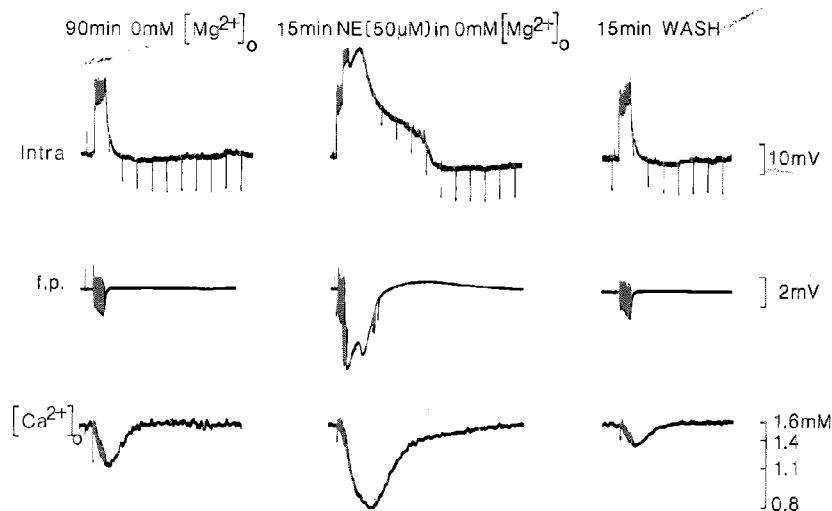 90min 0mM [Mg2+]o
15min NE(50µM) in 0mM[Mg2+]o
15min WASH
Intra
10mV
f.p.
2mV
[Ca2+]o
1.6mM
1.4
1.1
0.8